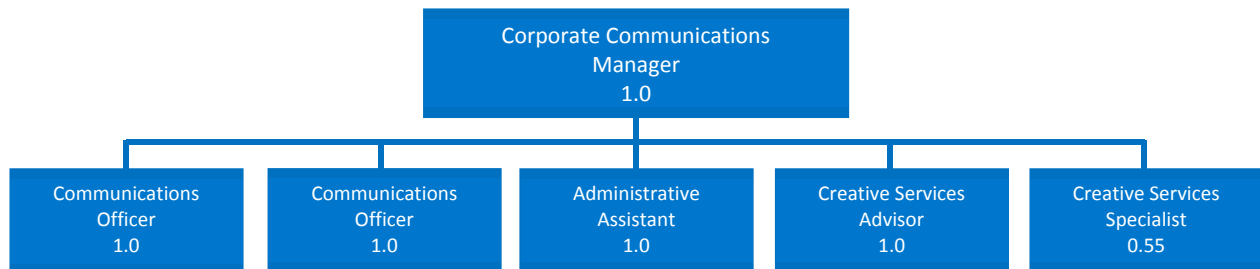 Corporate Communications
Manager
1.0
Communications
Officer
1.0
Communications
Officer
1.0
Administrative
Assistant
1.0
Creative Services
Advisor
1.0
Creative Services
Specialist
0.55